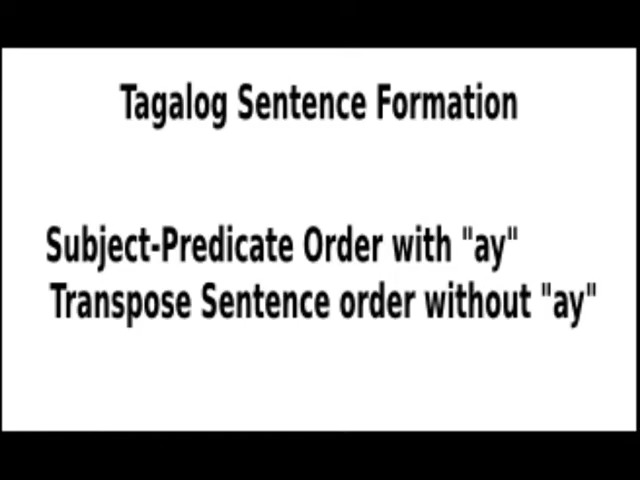 Tagalog Sentence Formation
Subject-Predicate Order with "ay"
Transpose Sentence order without "ay"